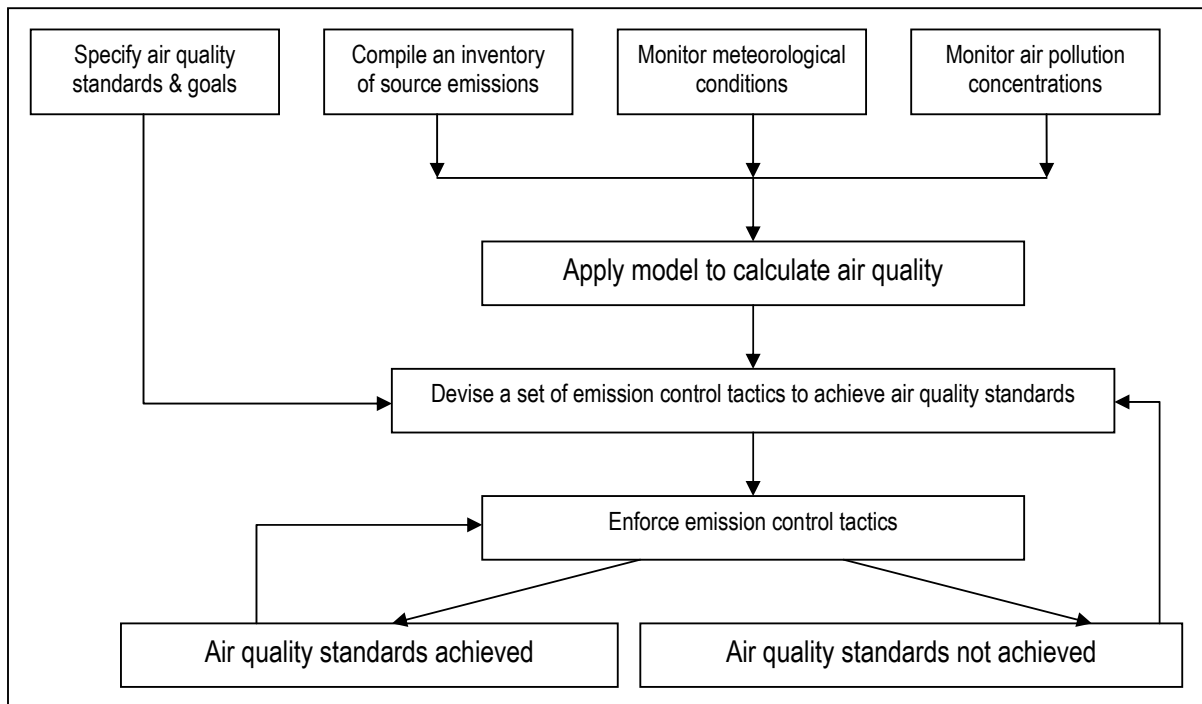 Specify air quality
standards & goals
Compile an inventory
of source emissions
Monitor meteorological
conditions
Monitor air pollution
concentrations
Apply model to calculate air quality
Devise a set of emission control tactics to achieve air quality standards
Enforce emission control tactics
Air quality standards achieved
Air quality standards not achieved